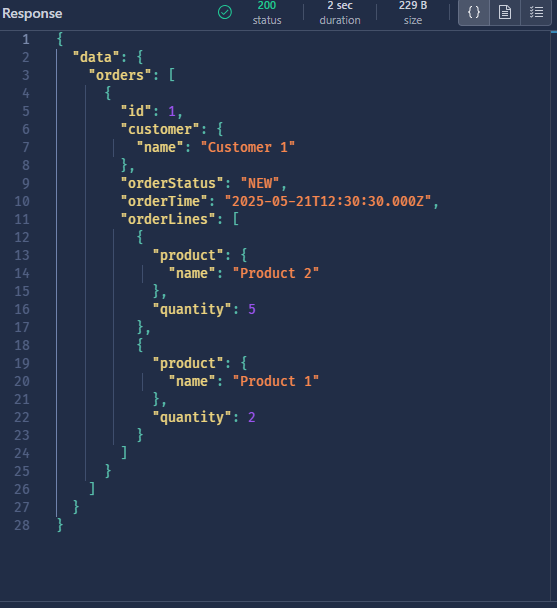 Response
200 2 sec 229 B
status duration size
1 {
2 "data": {
3 "orders": [
4 {
5 "id": 1,
6 "customer": {
7 "name": "Customer 1"
8 },
9 "orderStatus": "NEW",
10 "orderTime": "2025-05-21T12:30:30.000Z",
11 "orderLines": [
12 {
13 "product": {
14 "name": "Product 2"
15 },
16 "quantity": 5
17 },
18 {
19 "product": {
20 "name": "Product 1"
21 },
22 "quantity": 2
23 }
24 ]
25 }
26 ]
27 }
28 }